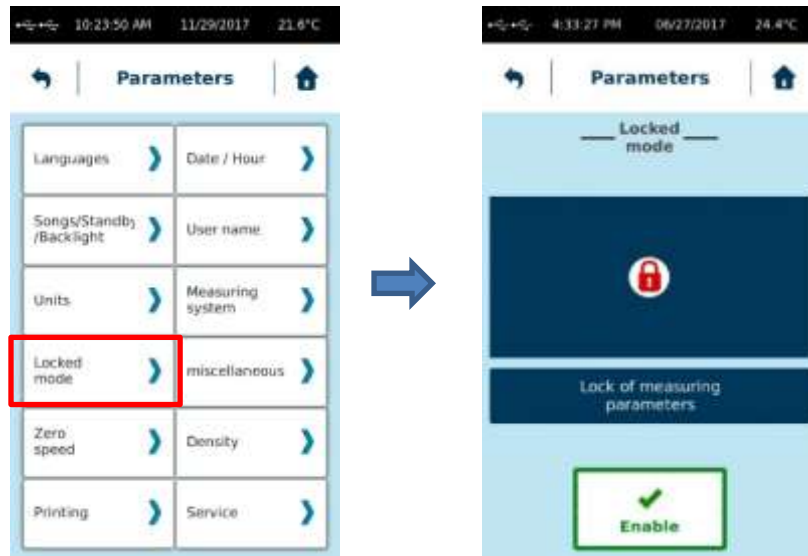 10:23:50 AM 11/29/2017 21.6°C
Parameters
Languages
Date / Hour
Songs/Standby
/Backlight
User name
Units
Measuring
system
Locked
mode
miscellaneous
Zero
speed
Density
Printing
Service
4:33:27 PM 06/27/2017 24.4°C
Parameters
Locked
mode
Lock of measuring
parameters
Enable